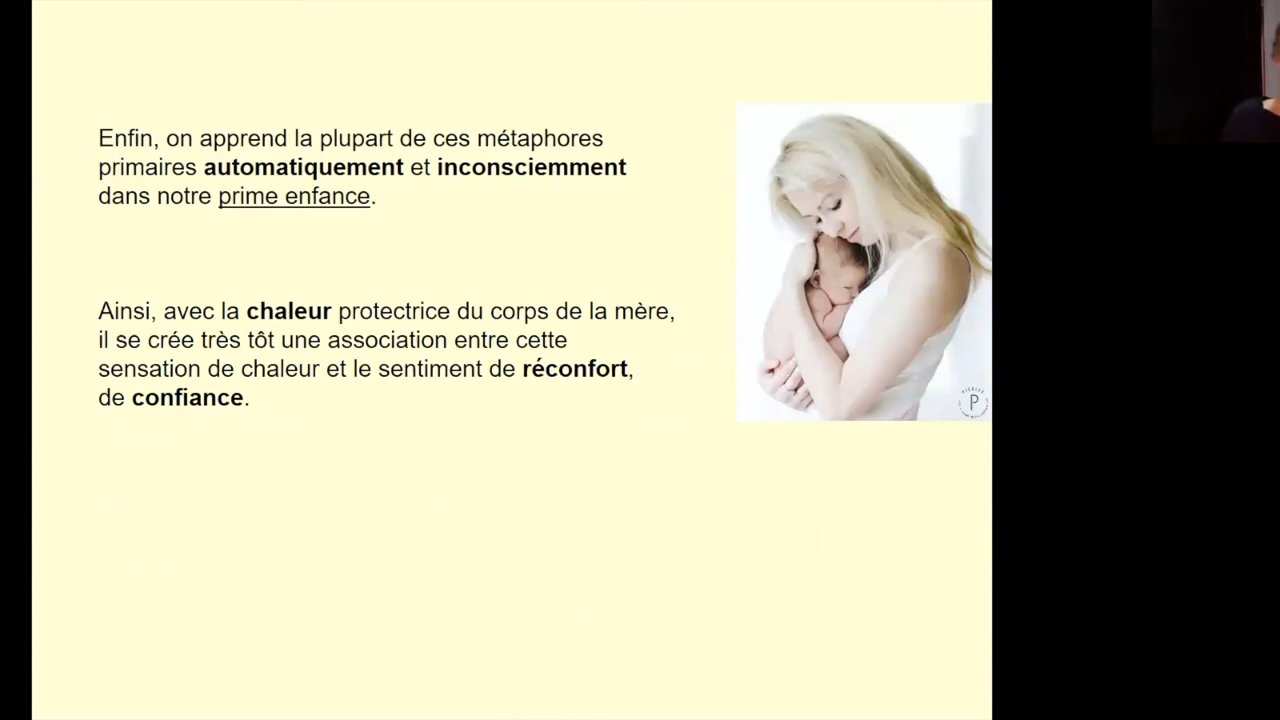 Enfin, on apprend la plupart de ces métaphores
primaires automatiquement et inconsciemment
dans notre prime enfance.
Ainsi, avec la chaleur protectrice du corps de la mère,
il se crée très tôt une association entre cette
sensation de chaleur et le sentiment de réconfort,
de confiance.
P